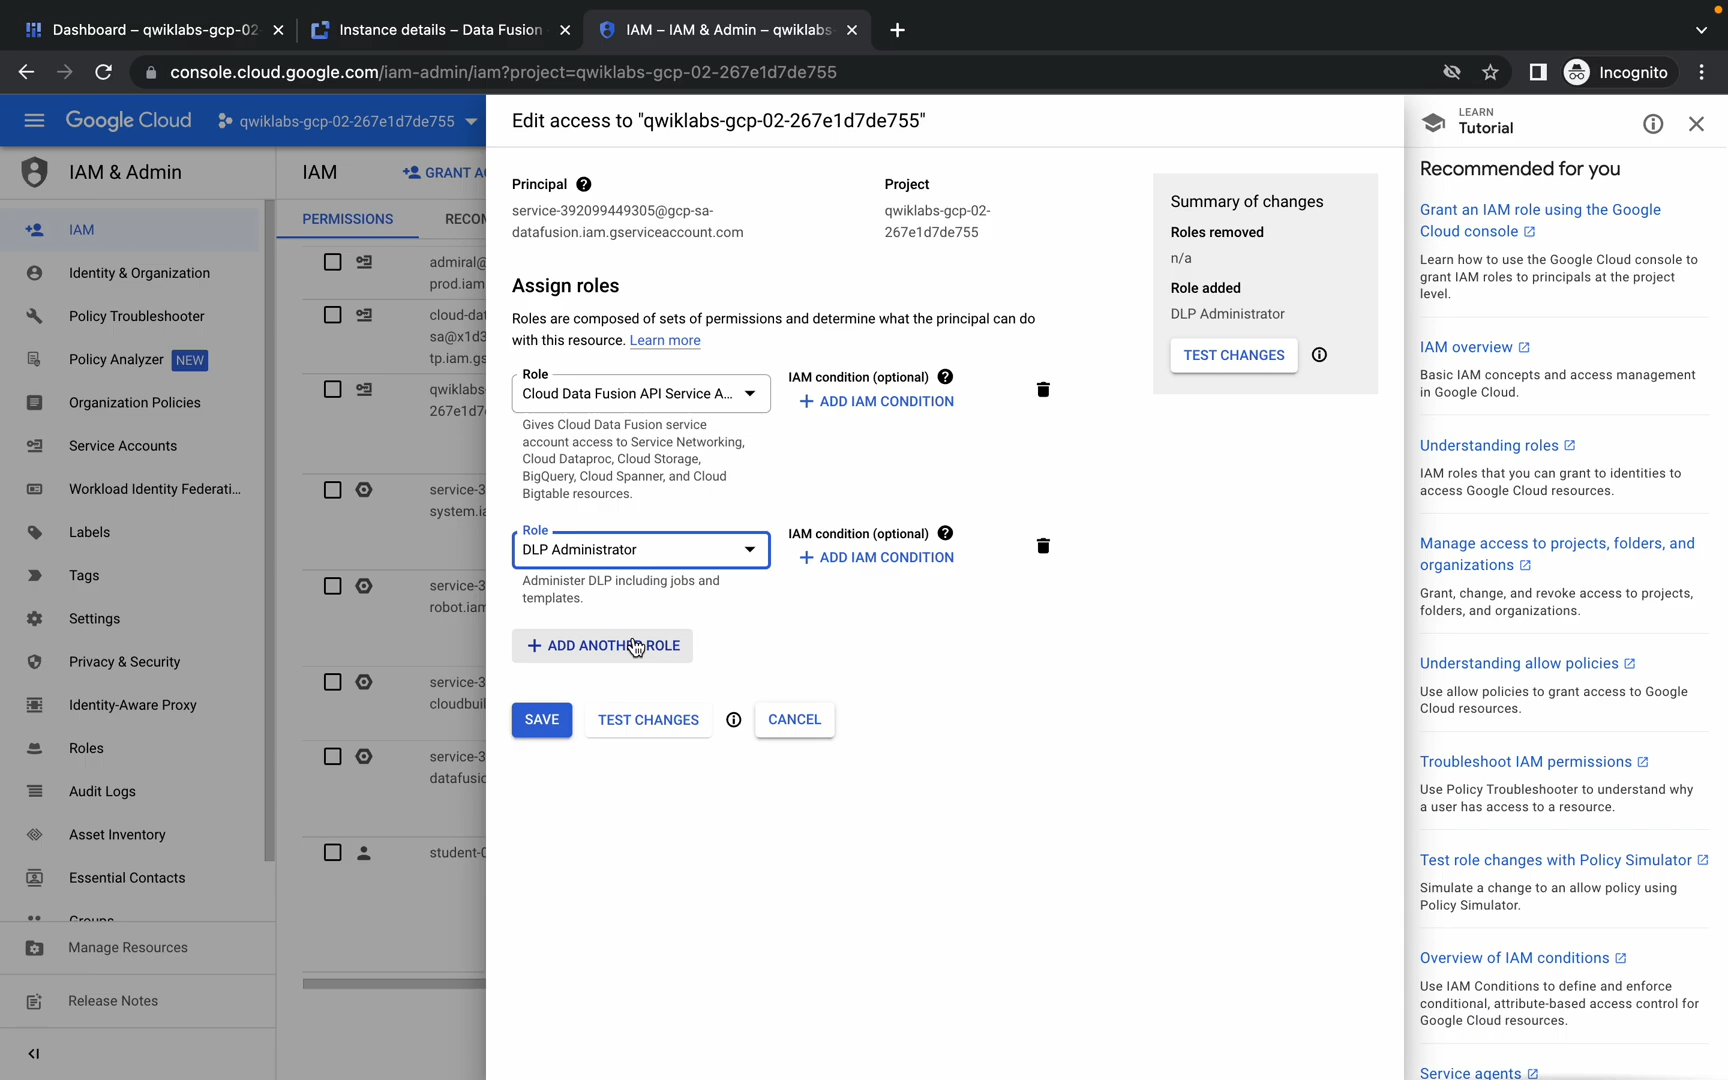 Dashboard – qwiklabs-gcp-02
Instance details – Data Fusion
IAM – IAM & Admin – qwiklabs-
console.cloud.google.com/iam-admin/iam?project=qwiklabs-gcp-02-267e1d7de755
Incognito
Google Cloud
qwiklabs-gcp-02-267e1d7de755
IAM & Admin
IAM
Identity & Organization
Policy Troubleshooter
Policy Analyzer NEW
Organization Policies
Service Accounts
Workload Identity Federati...
Labels
Tags
Settings
Privacy & Security
Identity-Aware Proxy
Roles
Audit Logs
Asset Inventory
Essential Contacts
Groups
Manage Resources
Release Notes
IAM
GRANT A
PERMISSIONS
RECO
admiral@
prod.iam
cloud-dat
sa@x1d3
tp.iam.gs
qwiklabs
267e1d7
service-3
system.ia
service-3
robot.iam
service-3
cloudbuil
service-3
datafusio
student-0
Edit access to "qwiklabs-gcp-02-267e1d7de755"
Principal
service-392099449305@gcp-sa-
datafusion.iam.gserviceaccount.com
Project
qwiklabs-gcp-02-
267e1d7de755
Assign roles
Roles are composed of sets of permissions and determine what the principal can do
with this resource. Learn more
Role
Cloud Data Fusion API Service A...
IAM condition (optional)
ADD IAM CONDITION
Gives Cloud Data Fusion service
account access to Service Networking,
Cloud Dataproc, Cloud Storage,
BigQuery, Cloud Spanner, and Cloud
Bigtable resources.
Role
DLP Administrator
IAM condition (optional)
ADD IAM CONDITION
Administer DLP including jobs and
templates.
ADD ANOTHER ROLE
SAVE
TEST CHANGES
CANCEL
Summary of changes
Roles removed
n/a
Role added
DLP Administrator
TEST CHANGES
LEARN
Tutorial
Recommended for you
Grant an IAM role using the Google
Cloud console
Learn how to use the Google Cloud console to
grant IAM roles to principals at the project
level.
IAM overview
Basic IAM concepts and access management
in Google Cloud.
Understanding roles
IAM roles that you can grant to identities to
access Google Cloud resources.
Manage access to projects, folders, and
organizations
Grant, change, and revoke access to projects,
folders, and organizations.
Understanding allow policies
Use allow policies to grant access to Google
Cloud resources.
Troubleshoot IAM permissions
Use Policy Troubleshooter to understand why
a user has access to a resource.
Test role changes with Policy Simulator
Simulate a change to an allow policy using
Policy Simulator.
Overview of IAM conditions
Use IAM Conditions to define and enforce
conditional, attribute-based access control for
Google Cloud resources.
Service agents